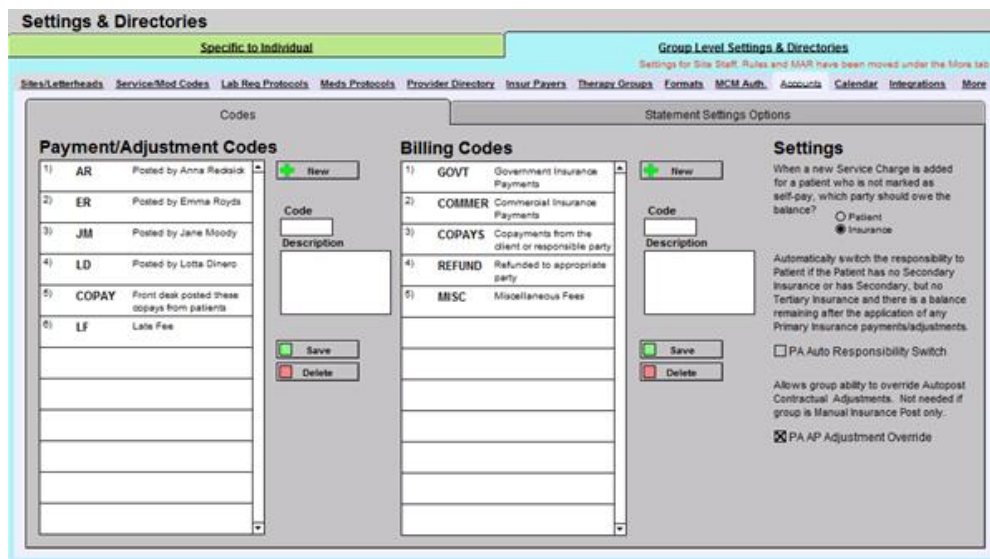 Settings & Directories
Specific to Individual
Group Level Settings & Directories
Settings for Site Staff, Rules and MAR have been moved under the More tab
Sites/Letterheads Service/Mod Codes Lab Req Protocols Meds Protocols Provider Directory Insur Payers Therapy Groups Formats MCM Auth. Accounts Calendar Integrations More
Codes
Statement Settings Options
Payment/Adjustment Codes
1) AR Posted by Anna Redsick
2) ER Posted by Emma Royds
3) JM Posted by Jane Moody
4) LD Posted by Lotta Dinero
5) COPAY Front desk posted these
copays from patients
6) LF Late Fee
New
Code
Description
Save
Delete
Billing Codes
1) GOVT Government Insurance
Payments
2) COMMER Commercial Insurance
Payments
3) COPAYS Copayments from the
client or responsible party
4) REFUND Refunded to appropriate
party
5) MISC Miscellaneous Fees
New
Code
Description
Save
Delete
Settings
When a new Service Charge is added
for a patient who is not marked as
self-pay, which party should owe the
balance?
Patient
Insurance
Automatically switch the responsibility to
Patient if the Patient has no Secondary
Insurance or has Secondary, but no
Tertiary Insurance and there is a balance
remaining after the application of any
Primary Insurance payments/adjustments.
PA Auto Responsibility Switch
Allows group ability to override Autopost
Contractual Adjustments. Not needed if
group is Manual Insurance Post only.
PA AP Adjustment Override